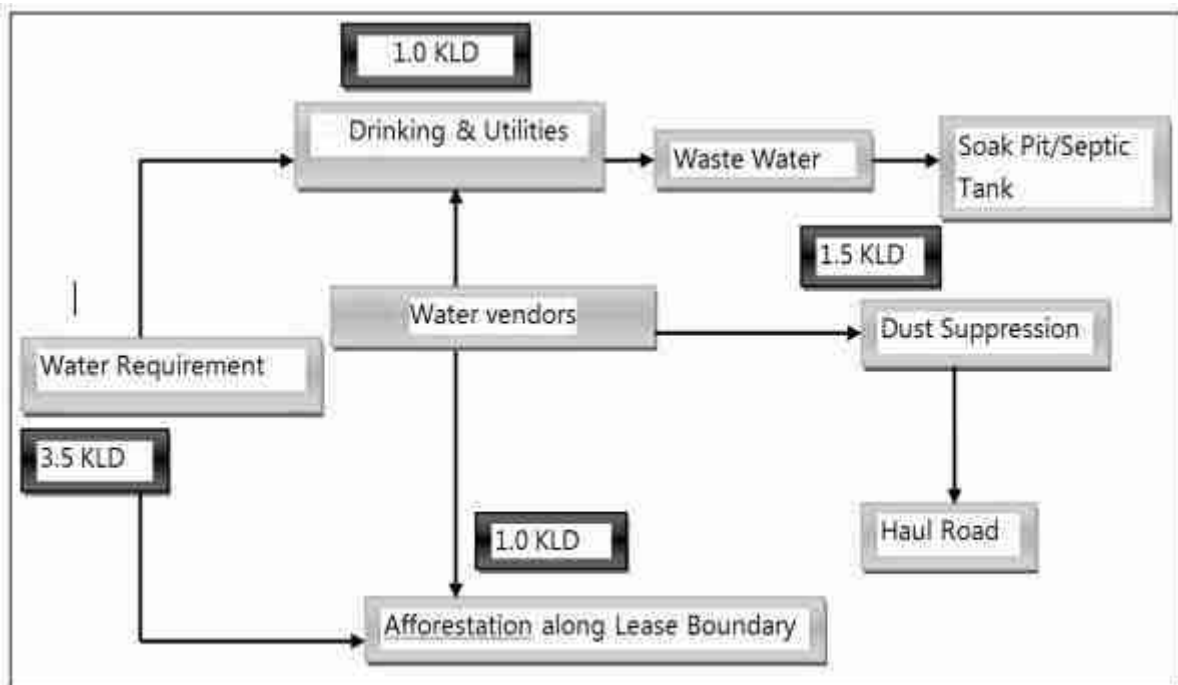 1.0 KLD
Drinking & Utilities
Waste Water
Soak Pit/Septic
Tank
1.5 KLD
Water vendors
Dust Suppression
Water Requirement
3.5 KLD
1.0 KLD
Haul Road
Afforestation along Lease Boundary